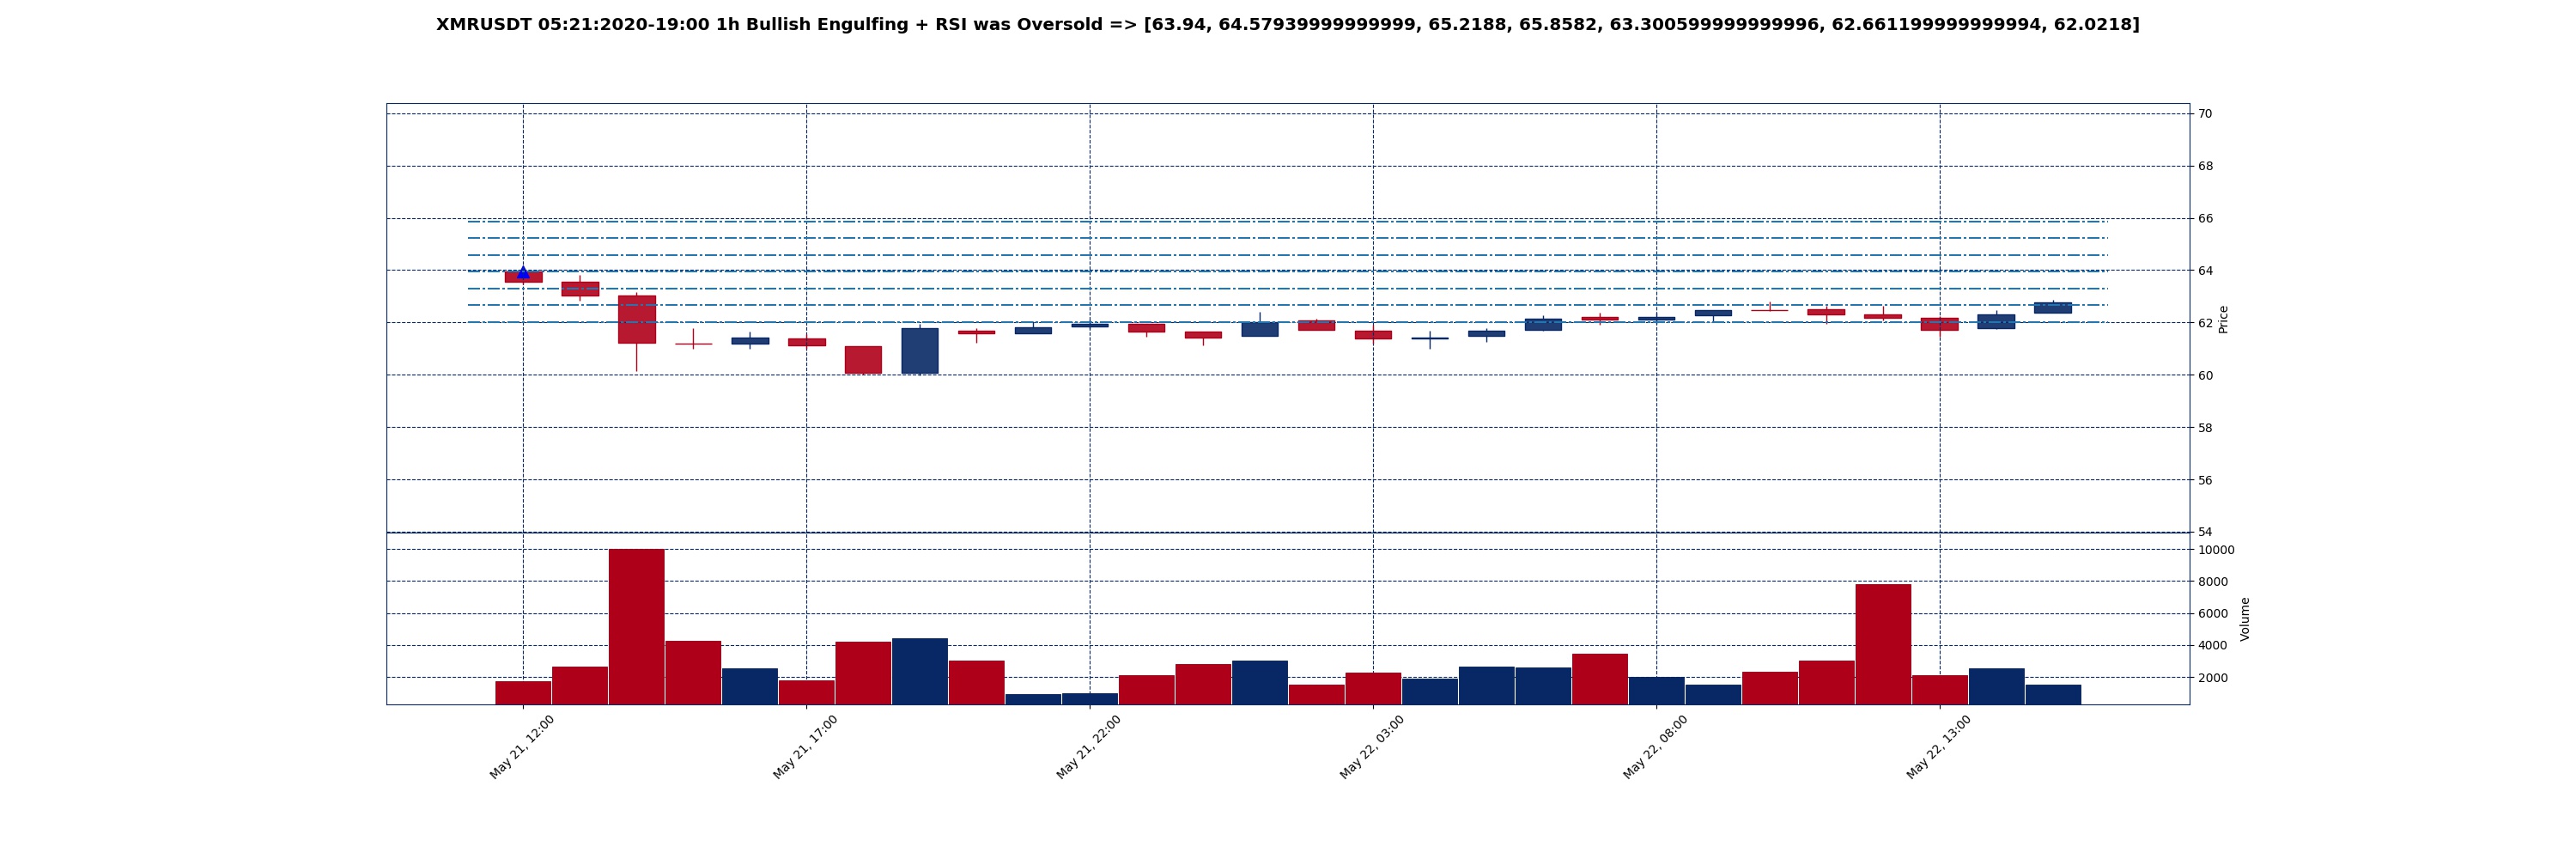 XMRUSDT 05:21:2020-19:00 1h Bullish Engulfing + RSI was Oversold => [63.94, 64.57939999999999, 65.2188, 65.8582, 63.300599999999996, 62.661199999999994, 62.0218]
70
68
66
64
62
60
58
56
54
Price
10000
8000
6000
4000
2000
Volume
May 21, 12:00
May 21, 17:00
May 21, 22:00
May 22, 03:00
May 22, 08:00
May 22, 13:00